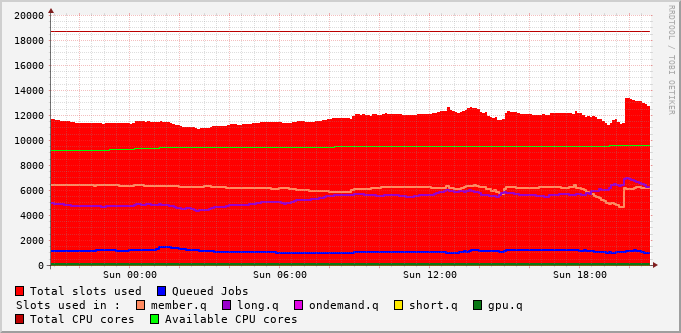 20000
18000
16000
14000
12000
10000
8000
6000
4000
2000
0
Sun 00:00 Sun 06:00 Sun 12:00 Sun 18:00
Total slots used Queued Jobs
Slots used in : member.q long.q ondemand.q short.q gpu.q
Total CPU cores Available CPU cores
RRDTOOL / TOBI OETIKER